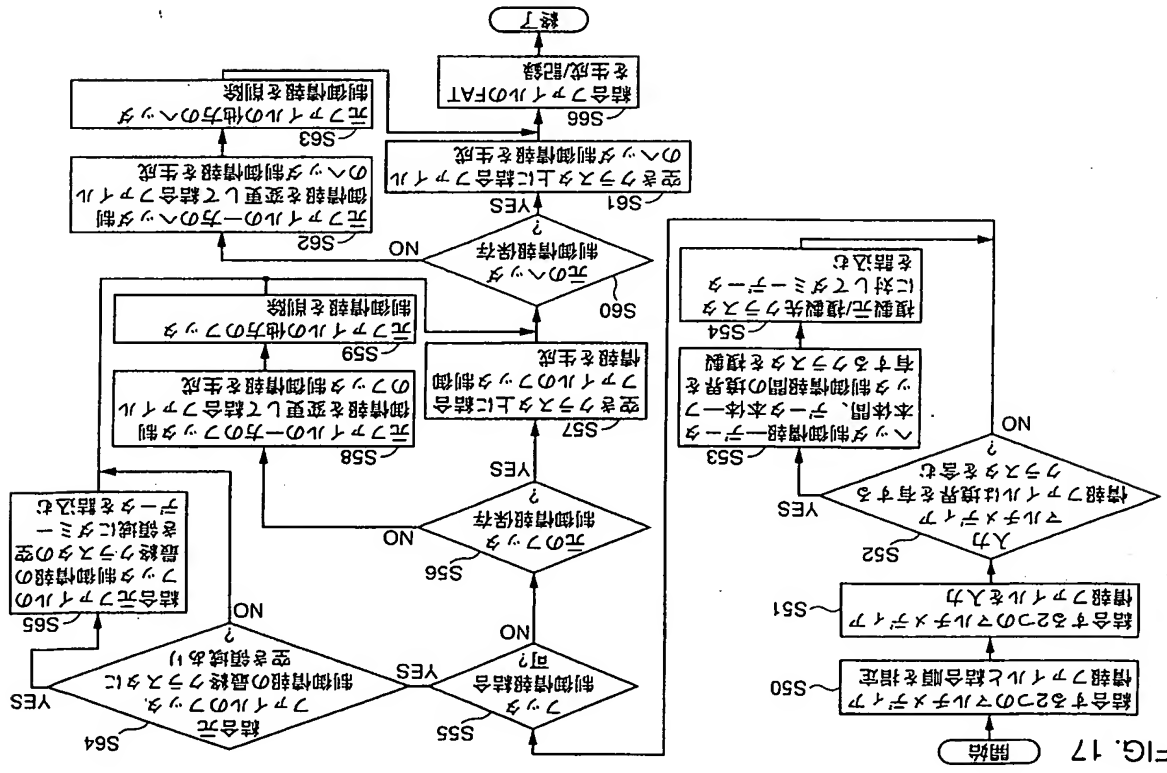 FIG. 17
開始
S50
結合する2つのマルチメディア
情報ファイルと結合順を指定
S51
結合する2つのマルチメディア
情報ファイルを入力
S52
入力
マルチメディア
情報ファイルは境界を有する
クラスタを含む
?
YES
NO
S53
ヘッダ制御情報―データ
本体間、データ本体―フ
ッタ制御情報間の境界を
有するクラスタを複製
S54
複製元/複製先クラスタ
に対してダミーデータ
を詰込む
S55
フッタ
制御情報結合
可?
YES
NO
S56
元のフッタ
制御情報保存
?
NO
YES
S57
空きクラスタ上に結合
ファイルのフッタ制御
情報を生成
S58
元ファイルの一方のフッタ制
御情報を変更して結合ファイル
のフッタ制御情報を生成
S59
元ファイルの他方のフッタ
制御情報を削除
S64
結合元
ファイルのフッタ
制御情報の最終クラスタに
空き領域あり
?
YES
NO
S65
結合元ファイルの
フッタ制御情報の
最終クラスタの空
き領域にダミー
データを詰込む
S60
元のヘッダ
制御情報保存
?
NO
YES
S61
空きクラスタ上に結合ファイル
のヘッダ制御情報を生成
S62
元ファイルの一方のヘッダ制
御情報を変更して結合ファイル
のヘッダ制御情報を生成
S63
元ファイルの他方のヘッダ
制御情報を削除
S66
結合ファイルのFAT
を生成/記録
終了